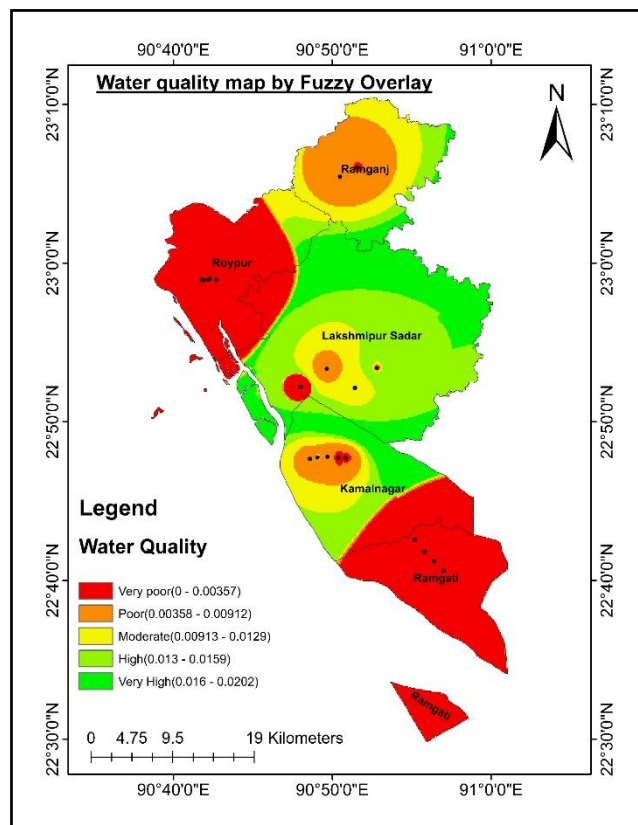 90°40'0"E 90°50'0"E 91°0'0"E
Water quality map by Fuzzy Overlay
N
23°10'0"N 23°10'0"N
Ramganj
23°0'0"N 23°0'0"N
Roypur
Lakshmipur Sadar
22°50'0"N 22°50'0"N
Kamalnagar
Legend
Water Quality
Ramgati
22°40'0"N 22°40'0"N
Very poor(0 - 0.00357)
Poor(0.00358 - 0.00912)
Moderate(0.00913 - 0.0129)
High(0.013 - 0.0159)
Very High(0.016 - 0.0202)
Ramgati
22°30'0"N 22°30'0"N
0 4.75 9.5 19 Kilometers
90°40'0"E 90°50'0"E 91°0'0"E